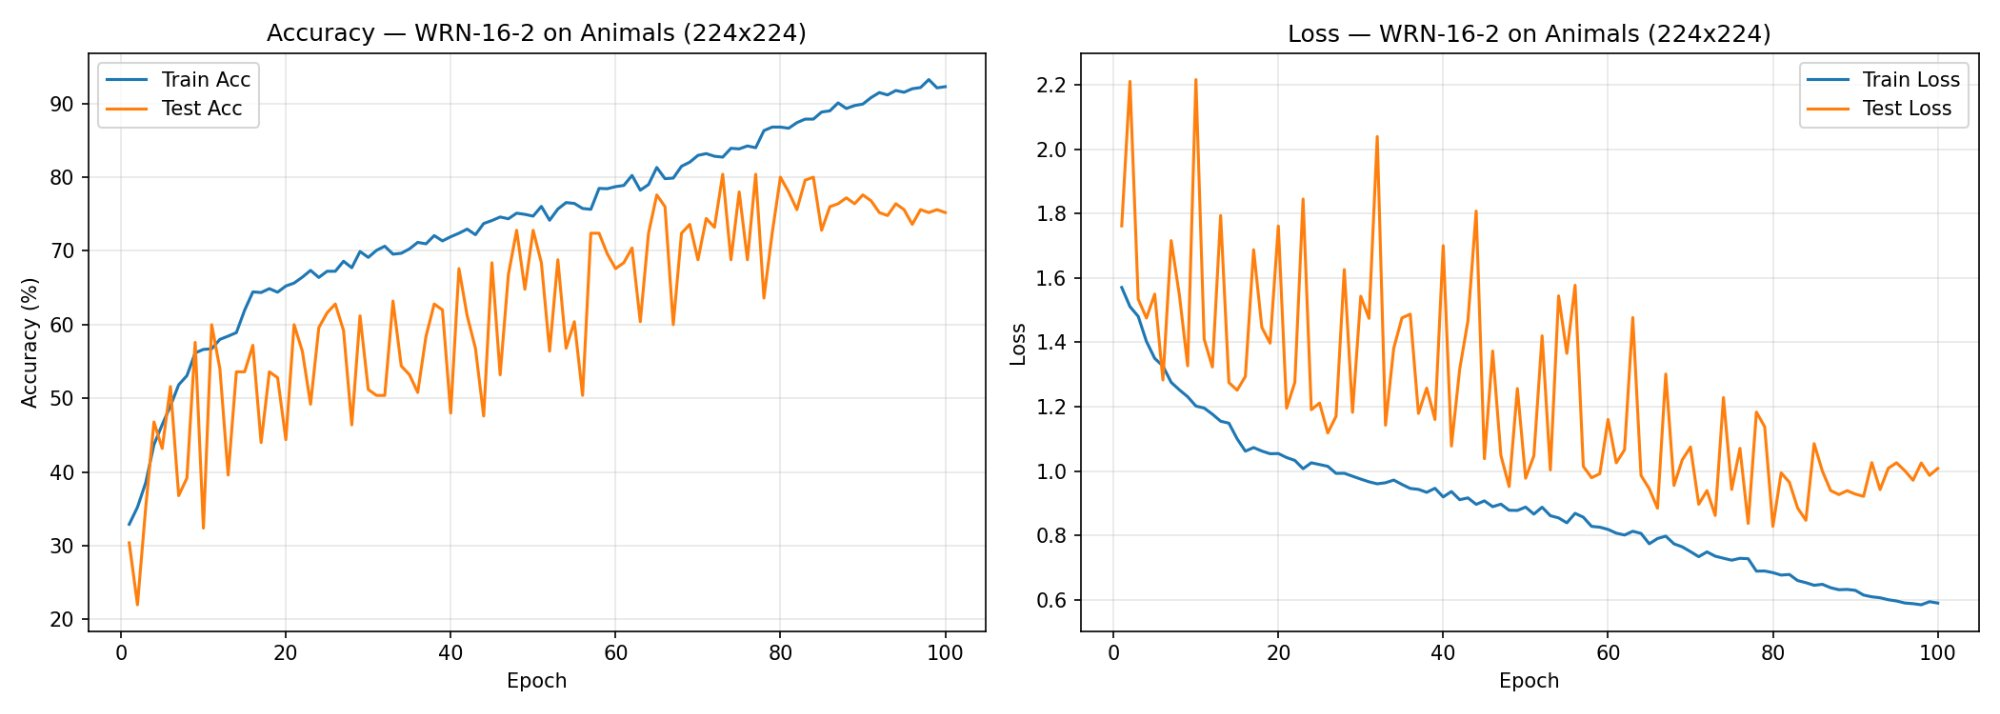 Accuracy — WRN-16-2 on Animals (224x224)
Train Acc
Test Acc
Accuracy (%)
90
80
70
60
50
40
30
20
0 20 40 60 80 100
Epoch
Loss — WRN-16-2 on Animals (224x224)
Train Loss
Test Loss
Loss
2.2
2.0
1.8
1.6
1.4
1.2
1.0
0.8
0.6
0 20 40 60 80 100
Epoch